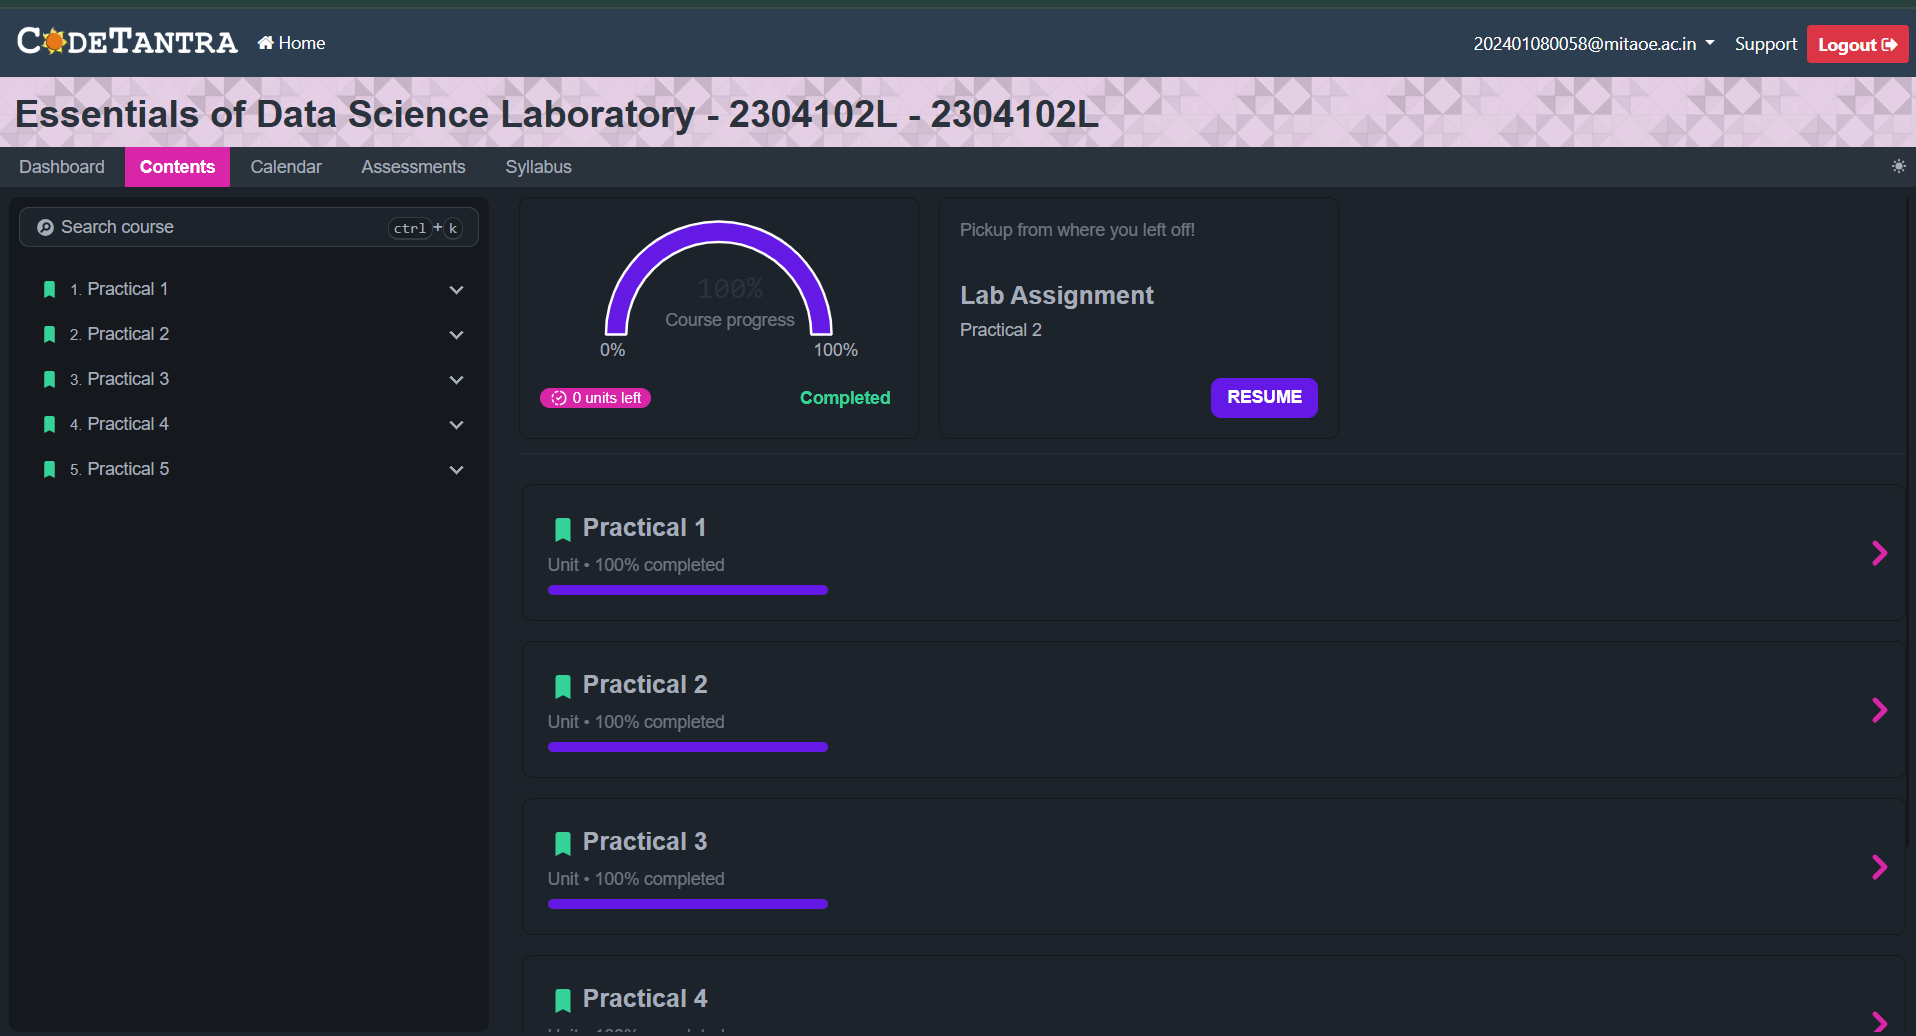 CODETANTRA Home 202401080058@mitaoe.ac.in Support Logout
Essentials of Data Science Laboratory - 2304102L - 2304102L
Dashboard Contents Calendar Assessments Syllabus
Search course ctrl + k
1. Practical 1
2. Practical 2
3. Practical 3
4. Practical 4
5. Practical 5
100%
Course progress
0% 100%
0 units left Completed
Pickup from where you left off!
Lab Assignment
Practical 2
RESUME
Practical 1
Unit • 100% completed
Practical 2
Unit • 100% completed
Practical 3
Unit • 100% completed
Practical 4